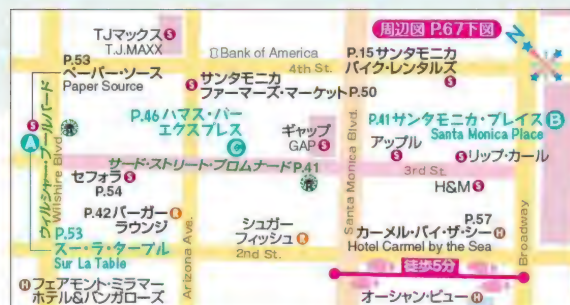 TJマックス S
T.J.MAXX
Bank of America
周辺図 P.67下図
N
P.53
ペーパー・ソース
Paper Source
4th St.
S
サンタモニカ
ファーマーズ・マーケット P.50
P.15 サンタモニカ
バイク・レンタルズ
S
ウィルシャー・ブールバード
Wilshire Blvd.
S
A
P.46 ハマス・バー
エクスプレス
C
ギャップ
GAP S
Santa Monica Blvd.
P.41 サンタモニカ・プレイス B
Santa Monica Place
アップル
S
S リップ・カール
サード・ストリート・プロムナード P.41
3rd St.
セフォラ S
P.54
H&M S
P.42 バーガー R
ラウンジ
Arizona Ave.
シュガー
フィッシュ R
2nd St.
P.57
カーメル・バイ・ザ・シー H
Hotel Carmel by the Sea
Broadway
P.53
スー・ラ・ターブル
Sur La Table
徒歩5分
H フェアモント・ミラマー
ホテル&バンガローズ
オーシャン・ビュー H